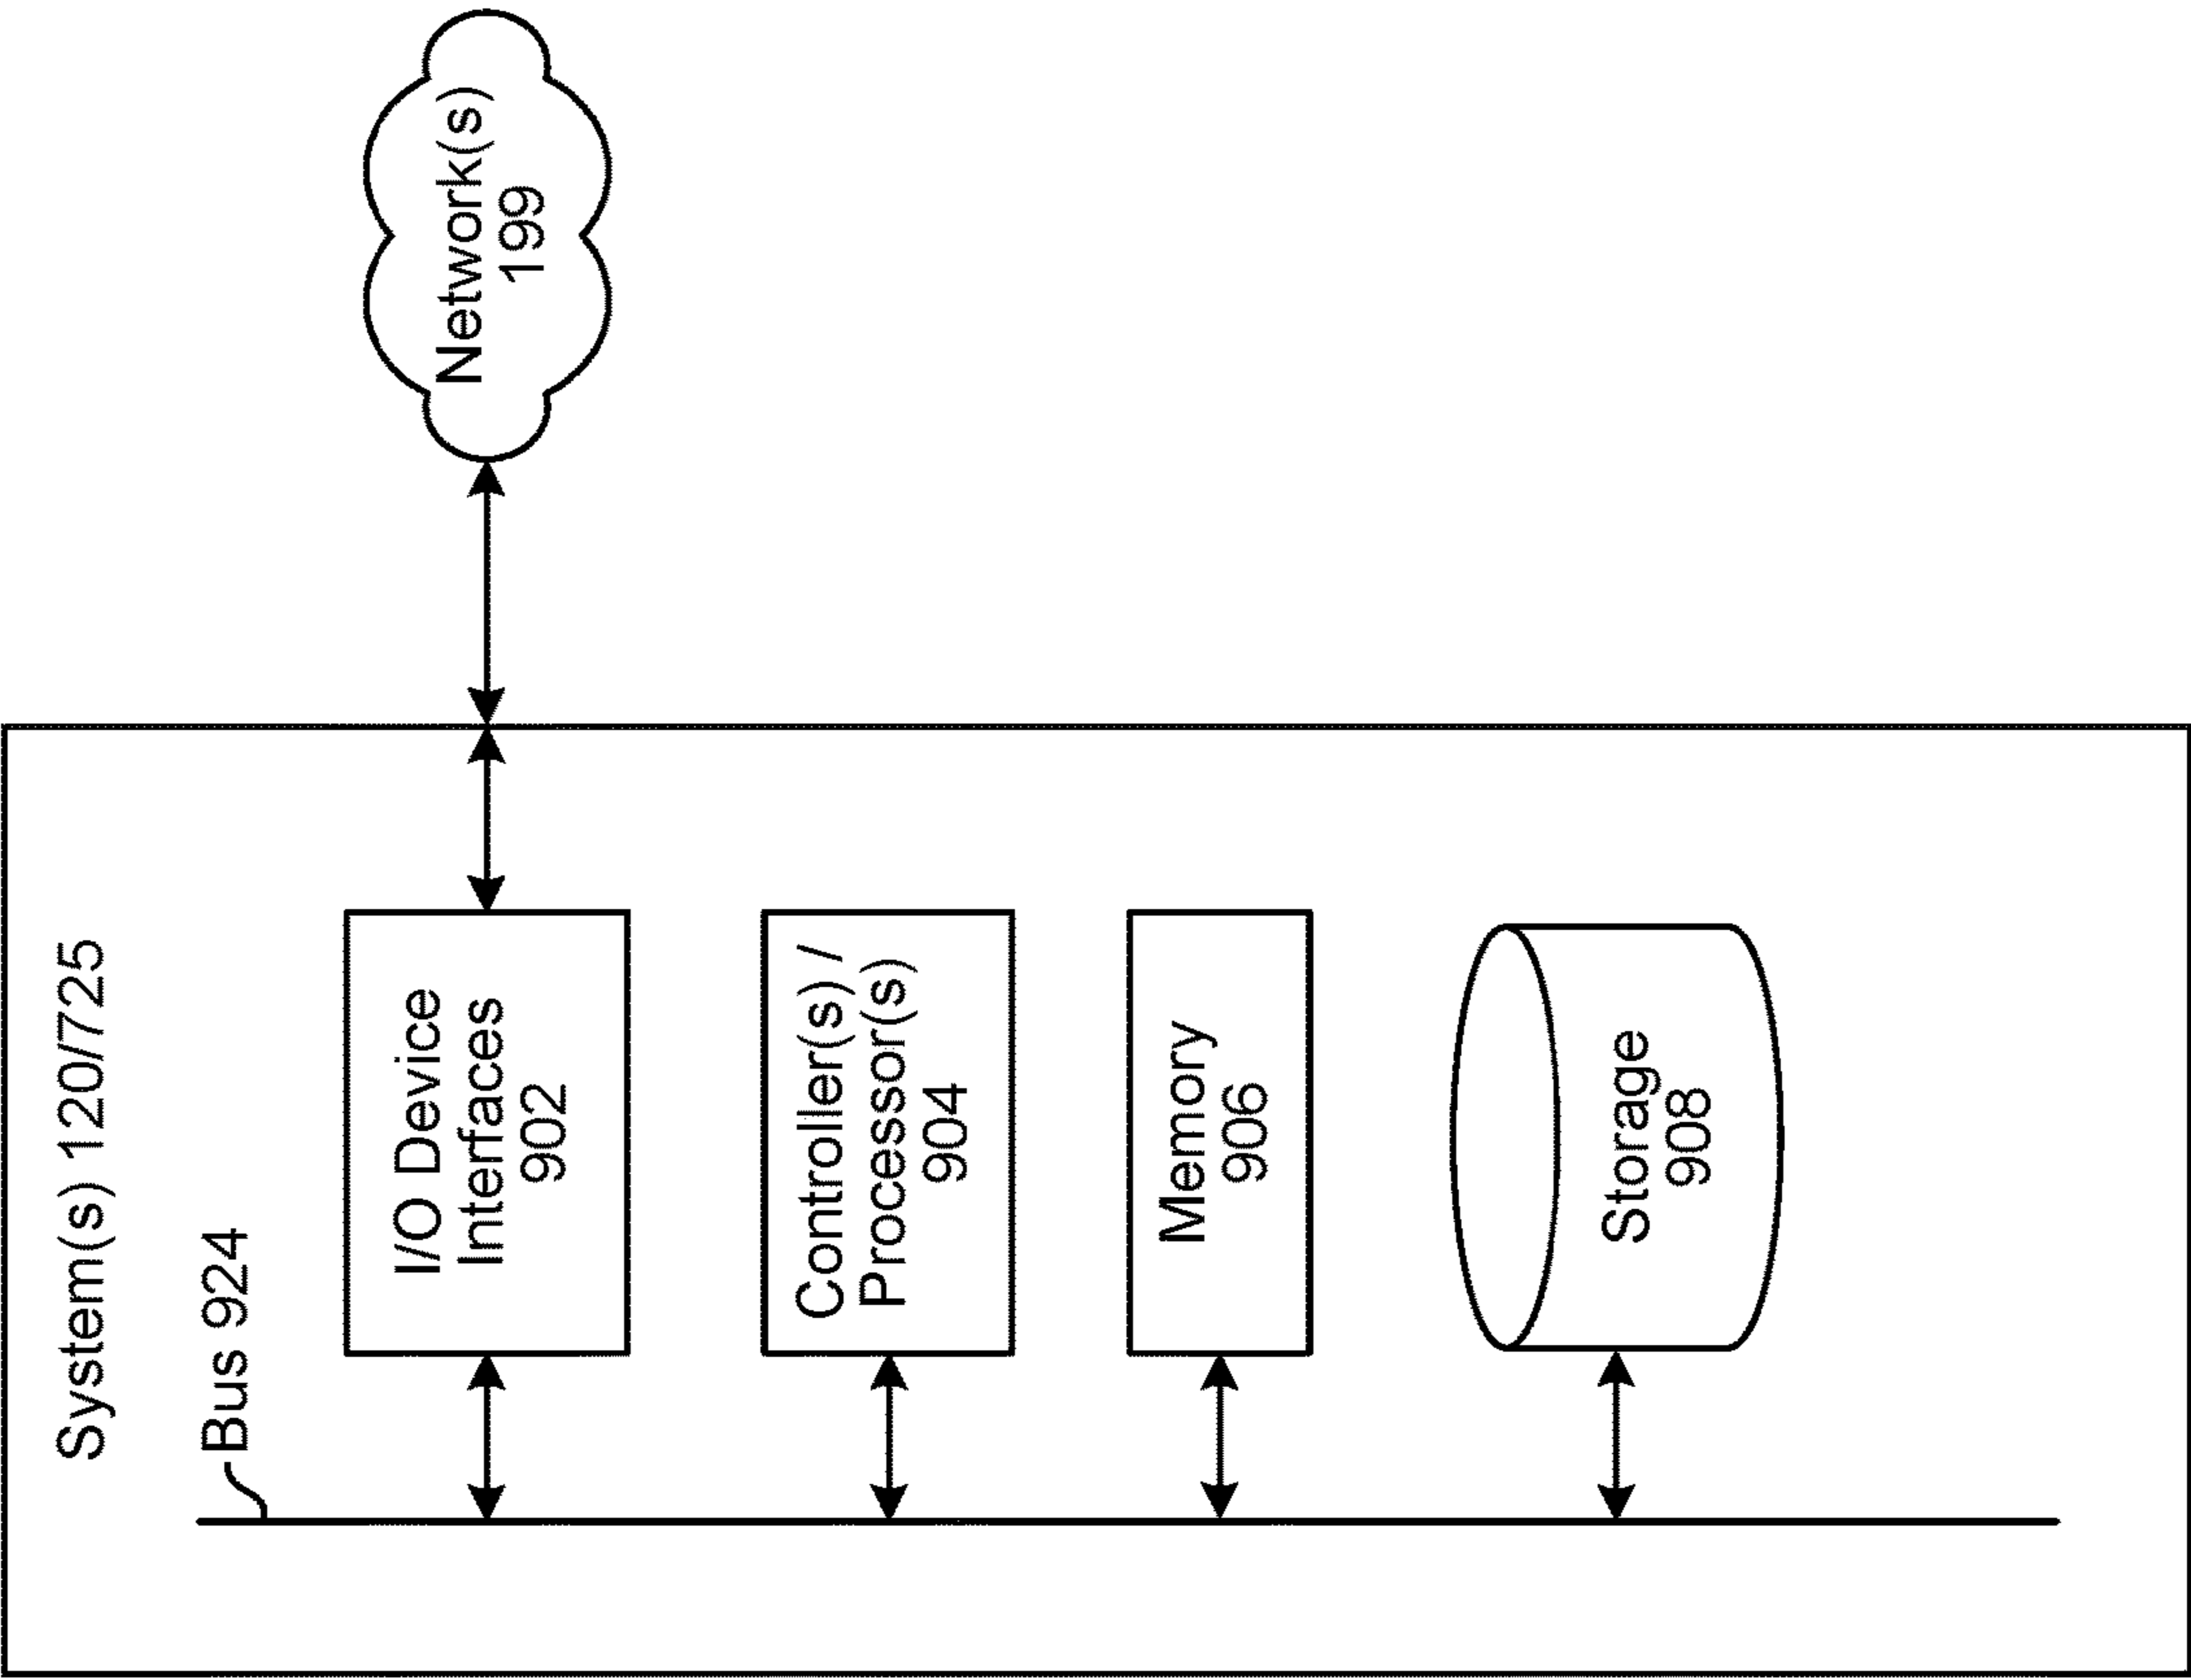 System(s) 120/725
Bus 924
I/O Device
Interfaces
902
Network(s)
199
Controller(s) /
Processor(s)
904
Memory
906
Storage
908